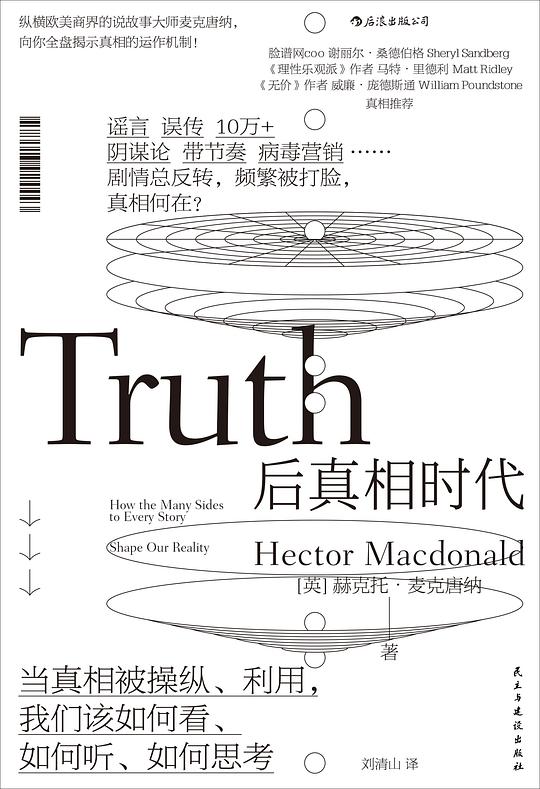 纵横欧美商界的说故事大师麦克唐纳，
向你全盘揭示真相的运作机制！
后浪出版公司
脸谱网coo 谢丽尔·桑德伯格 Sheryl Sandberg
《理性乐观派》作者 马特·里德利 Matt Ridley
《无价》作者 威廉·庞德斯通 William Poundstone
真相推荐
谣言 误传 10万+
阴谋论 带节奏 病毒营销 ……
剧情总反转，频繁被打脸，
真相何在？
Truth
后真相时代
How the Many Sides
to Every Story
Shape Our Reality
Hector Macdonald
[英] 赫克托·麦克唐纳
著
当真相被操纵、利用，
我们该如何看、
如何听、如何思考
刘清山 译
民主与建设出版社